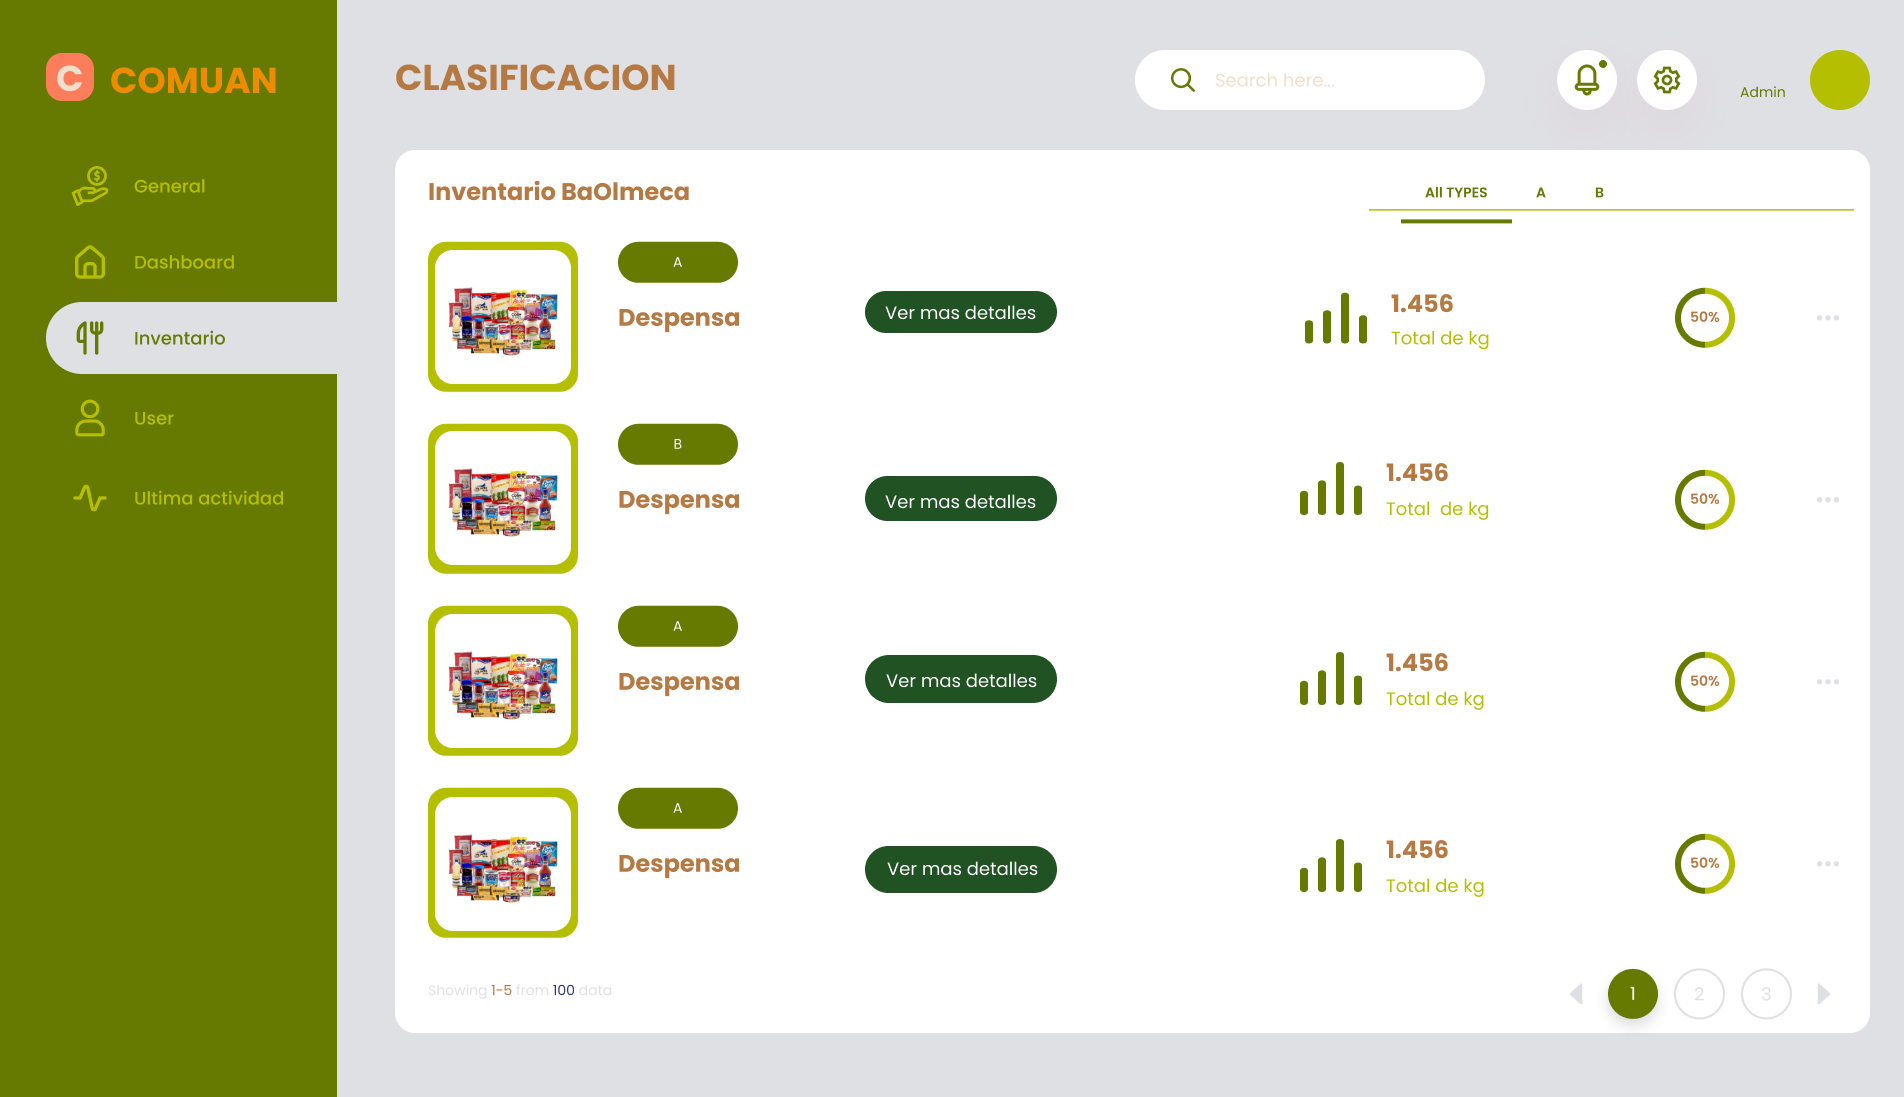 C COMUAN
General
Dashboard
Inventario
User
Ultima actividad
CLASIFICACION
Search here...
Admin
Inventario BaOlmeca
All TYPES A B
A
Despensa
Ver mas detalles
1.456
Total de kg
50%
B
Despensa
Ver mas detalles
1.456
Total  de kg
50%
A
Despensa
Ver mas detalles
1.456
Total de kg
50%
A
Despensa
Ver mas detalles
1.456
Total de kg
50%
Showing 1-5 from 100 data
1 2 3